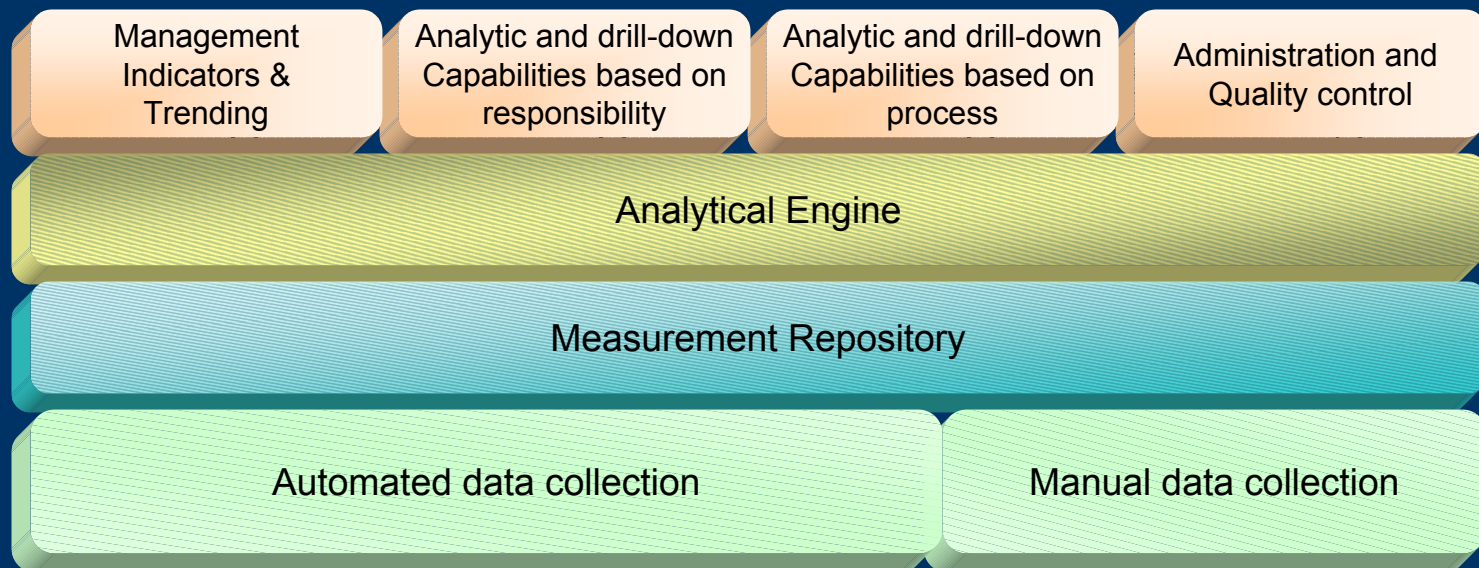 Management
Indicators &
Trending
Analytic and drill-down
Capabilities based on
responsibility
Analytic and drill-down
Capabilities based on
process
Administration and
Quality control
Analytical Engine
Measurement Repository
Automated data collection
Manual data collection